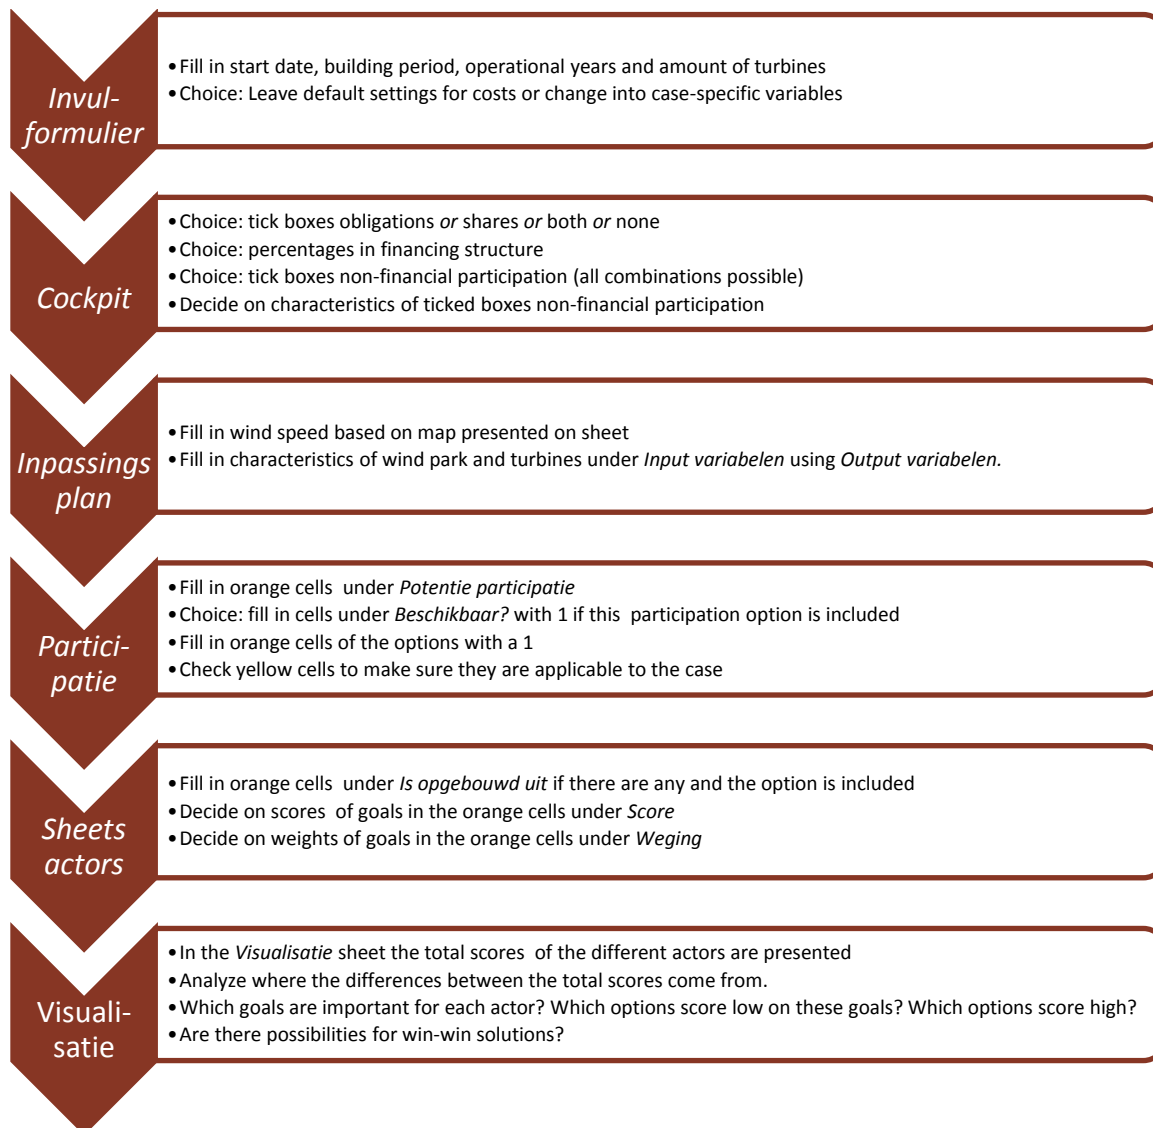 Invul-
formulier
•Fill in start date, building period, operational years and amount of turbines
•Choice: Leave default settings for costs or change into case-specific variables
Cockpit
•Choice: tick boxes obligations or shares or both or none
•Choice: percentages in financing structure
•Choice: tick boxes non-financial participation (all combinations possible)
•Decide on characteristics of ticked boxes non-financial participation
Inpassings
plan
•Fill in wind speed based on map presented on sheet
•Fill in characteristics of wind park and turbines under Input variabelen using Output variabelen.
Partici-
patie
•Fill in orange cells under Potentie participatie
•Choice: fill in cells under Beschikbaar? with 1 if this participation option is included
•Fill in orange cells of the options with a 1
•Check yellow cells to make sure they are applicable to the case
Sheets
actors
•Fill in orange cells under Is opgebouwd uit if there are any and the option is included
•Decide on scores of goals in the orange cells under Score
•Decide on weights of goals in the orange cells under Weging
Visuali-
satie
•In the Visualisatie sheet the total scores of the different actors are presented
•Analyze where the differences between the total scores come from.
•Which goals are important for each actor? Which options score low on these goals? Which options score high?
•Are there possibilities for win-win solutions?